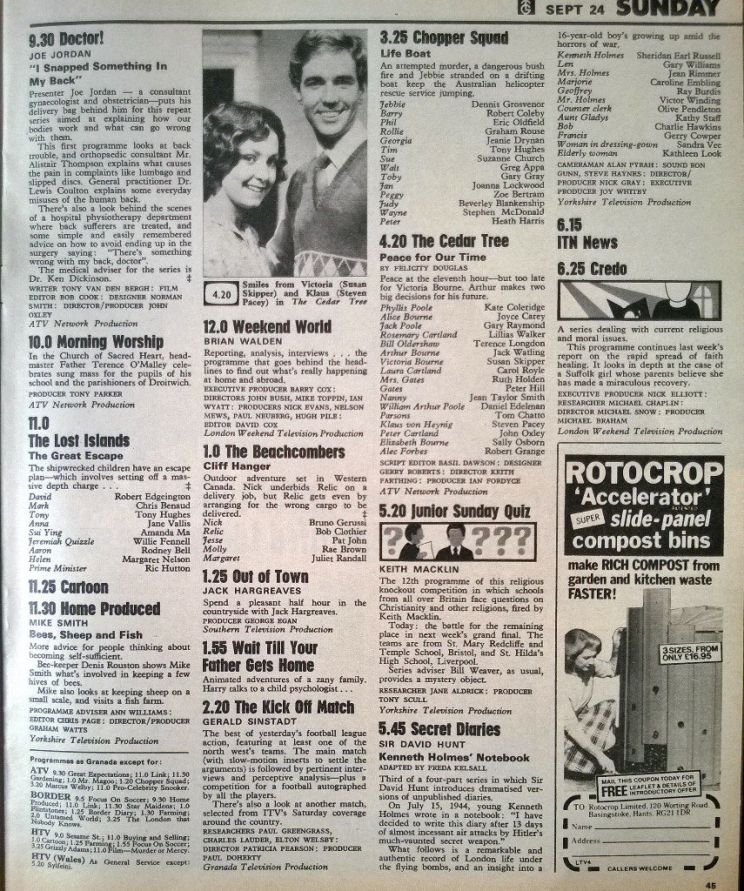 SEPT 24 SUNDAY
9.30 Doctor!
JOE JORDAN
"I Snapped Something In
My Back"
Presenter Joe Jordan — a consultant
gynaecologist and obstetrician—puts his
delivery bag behind him for this repeat
series aimed at explaining how our
bodies work and what can go wrong
with them.
This first programme looks at back
trouble, and orthopaedic consultant Mr.
Alistair Thompson explains what causes
the pain in complaints like lumbago and
slipped discs. General practitioner Dr.
Lewis Coulton explains some everyday
misuses of the human back.
There's also a look behind the scenes
of a hospital physiotherapy department
where back sufferers are treated, and
some simple and easily remembered
advice on how to avoid ending up in the
surgery saying: "There's something
wrong with my back, doctor".
The medical adviser for the series is
Dr. Ken Dickinson. ‡
WRITER TONY VAN DEN BERGH : FILM
EDITOR BOB COOK : DESIGNER NORMAN
SMITH : DIRECTOR/PRODUCER JOHN
OXLEY
ATV Network Production
10.0 Morning Worship
In the Church of Sacred Heart, head-
master Father Terence O'Malley cele-
brates sung mass for the pupils of his
school and the parishioners of Droitwich.
PRODUCER TONY PARKER
ATV Network Production
11.0
The Lost Islands
The Great Escape
The shipwrecked children have an escape
plan—which involves setting off a mas-
sive depth charge . . . ‡
David Robert Edgeington
Mark Chris Benaud
Tony Tony Hughes
Anna Jane Vallis
Su Ying Amanda Ma
Jeremiah Quizzle Willie Fennell
Aaron Rodney Bell
Helen Margaret Nelson
Prime Minister Ric Hutton
11.25 Cartoon
11.30 Home Produced
MIKE SMITH
Bees, Sheep and Fish
More advice for people thinking about
becoming self-sufficient.
Bee-keeper Denis Rouston shows Mike
Smith what's involved in keeping a few
hives of bees.
Mike also looks at keeping sheep on a
small scale, and visits a fish farm.
PROGRAMME ADVISER ANN WILLIAMS :
EDITOR CHRIS PAGE : DIRECTOR/PRODUCER
GRAHAM WATTS
Yorkshire Television Production
Programmes as Granada except for:
ATV 9.30 Great Expectations; 11.0 Link; 11.30
Gardening; 1.0 Mr. Magoo; 1.20 Chopper Squad;
3.20 Marcus Welby; 11.0 Pro-Celebrity Snooker.
BORDER 9.5 Focus On Soccer; 9.30 Home
Produced; 11.0 Link; 11.30 Star Maidens; 1.0
Flintstones; 1.25 Border Diary; 1.30 Farming;
2.0 Untamed World; 3.25 The London That
Nobody Knows.
HTV 9.0 Sesame St.; 11.0 Buying and Selling;
1.0 Cartoon; 1.25 Farming; 1.55 Focus On Soccer;
3.25 Grizzly Adams; 11.0 Film—Murder or Mercy.
HTV (Wales) As General Service except:
5.20 Sylfeini.
4.20
Smiles from Victoria (Susan
Skipper) and Klaus (Steven
Pacey) in The Cedar Tree
12.0 Weekend World
BRIAN WALDEN
Reporting, analysis, interviews . . . the
programme that goes behind the head-
lines to find out what's really happening
at home and abroad.
EXECUTIVE PRODUCER BARRY COX :
DIRECTORS JOHN BUSH, MIKE TOPPIN, IAN
WYATT : PRODUCERS NICK EVANS, NELSON
MEWS, PAUL NEUBERG, HUGH PILE :
EDITOR DAVID COX
London Weekend Television Production
1.0 The Beachcombers
Cliff Hanger
Outdoor adventure set in Western
Canada. Nick underbids Relic on a
delivery job, but Relic gets even by
arranging for the wrong cargo to be
delivered. ‡
Nick Bruno Gerussi
Relic Bob Clothier
Jesse Pat John
Molly Rae Brown
Margaret Juliet Randall
1.25 Out of Town
JACK HARGREAVES
Spend a pleasant half hour in the
countryside with Jack Hargreaves.
PRODUCER GEORGE EGAN
Southern Television Production
1.55 Wait Till Your
Father Gets Home
Animated adventures of a zany family.
Harry talks to a child psychologist . . .
2.20 The Kick Off Match
GERALD SINSTADT
The best of yesterday's football league
action, featuring at least one of the
north west's teams. The main match
(with slow-motion inserts to settle the
arguments) is followed by pertinent inter-
views and perceptive analysis—plus a
competition for a football autographed
by all the players.
There's also a look at another match,
selected from ITV's Saturday coverage
around the country.
RESEARCHERS PAUL GREENGRASS,
CHARLES LAUDER, ELTON WELSBY :
DIRECTOR PATRICIA PEARSON : PRODUCER
PAUL DOHERTY
Granada Television Production
3.25 Chopper Squad
Life Boat
An attempted murder, a dangerous bush
fire and Jebbie stranded on a drifting
boat keep the Australian helicopter
rescue service jumping.
Jebbie Dennis Grosvenor
Barry Robert Coleby
Phil Eric Oldfield
Rollie Graham Rouse
Georgia Jeanie Drynan
Tim Tony Hughes
Sue Suzanne Church
Walt Greg Apps
Toby Gary Gray
Jan Joanna Lockwood
Peggy Zoe Bertram
Judy Beverley Blankenship
Wayne Stephen McDonald
Peter Heath Harris
4.20 The Cedar Tree
Peace for Our Time
BY FELICITY DOUGLAS
Peace at the eleventh hour—but too late
for Victoria Bourne. Arthur makes two
big decisions for his future.
Phyllis Poole Kate Coleridge
Alice Bourne Joyce Carey
Jack Poole Gary Raymond
Rosemary Cartland Lillias Walker
Bill Oldershaw Terence Longdon
Arthur Bourne Jack Watling
Victoria Bourne Susan Skipper
Laura Cartland Carol Royle
Mrs. Gates Ruth Holden
Gates Peter Hill
Nanny Jean Taylor Smith
William Arthur Poole Daniel Edelman
Parsons Tom Chatto
Klaus von Heynig Steven Pacey
Peter Cartland John Oxley
Elizabeth Bourne Sally Osborn
Alec Forbes Robert Grange
SCRIPT EDITOR BASIL DAWSON : DESIGNER
GERRY ROBERTS : DIRECTOR KEITH
FARTHING : PRODUCER IAN FORDYCE
ATV Network Production
5.20 Junior Sunday Quiz
? ? ? ?
KEITH MACKLIN
The 12th programme of this religious
knockout competition in which schools
from all over Britain face questions on
Christianity and other religions, fired by
Keith Macklin.
Today: the battle for the remaining
place in next week's grand final. The
teams are from St. Mary Redcliffe and
Temple School, Bristol, and St. Hilda's
High School, Liverpool.
Series adviser Bill Weaver, as usual,
provides a mystery object.
RESEARCHER JANE ALDRICK : PRODUCER
TONY SCULL
Yorkshire Television Production
5.45 Secret Diaries
SIR DAVID HUNT
Kenneth Holmes' Notebook
ADAPTED BY FREDA KELSALL
Third of a four-part series in which Sir
David Hunt introduces dramatised ver-
sions of unpublished diaries.
On July 15, 1944, young Kenneth
Holmes wrote in a notebook: "I have
decided to write this diary after 13 days
of almost incessant air attacks by Hitler's
much-vaunted secret weapon."
What follows is a remarkable and
authentic record of London life under
the flying bombs, and an insight into a
16-year-old boy's growing up amid the
horrors of war.
Kenneth Holmes Sheridan Earl Russell
Len Gary Williams
Mrs. Holmes Jean Rimmer
Marjorie Caroline Embling
Geoffrey Ray Burdis
Mr. Holmes Victor Winding
Counter clerk Olive Pendleton
Aunt Gladys Kathy Staff
Bob Charlie Hawkins
Francis Gerry Cowper
Woman in dressing-gown Sandra Vee
Elderly woman Kathleen Look
CAMERAMAN ALAN PYRAH : SOUND RON
GUNN, STEVE HAYNES : DIRECTOR/
PRODUCER NICK GRAY : EXECUTIVE
PRODUCER JOY WHITBY
Yorkshire Television Production
6.15
ITN News
6.25 Credo
A series dealing with current religious
and moral issues.
This programme continues last week's
report on the rapid spread of faith
healing. It looks in depth at the case of
a Suffolk girl whose parents believe she
has made a miraculous recovery.
EXECUTIVE PRODUCER NICK ELLIOTT :
RESEARCHER MICHAEL CHAPLIN :
DIRECTOR MICHAEL SNOW : PRODUCER
MICHAEL BRAHAM
London Weekend Television Production
ROTOCROP
'Accelerator'
PATENTED
SUPER slide-panel
compost bins
make RICH COMPOST from
garden and kitchen waste
FASTER!
3 SIZES, FROM
ONLY £16.95
MAIL THIS COUPON TODAY FOR
FREE LEAFLET & DETAILS OF
INTRODUCTORY OFFER
TO Rotocrop Limited, 120 Worting Road,
Basingstoke, Hants. RG21 1DR
Name
Address
LTV4
CALLERS WELCOME
45